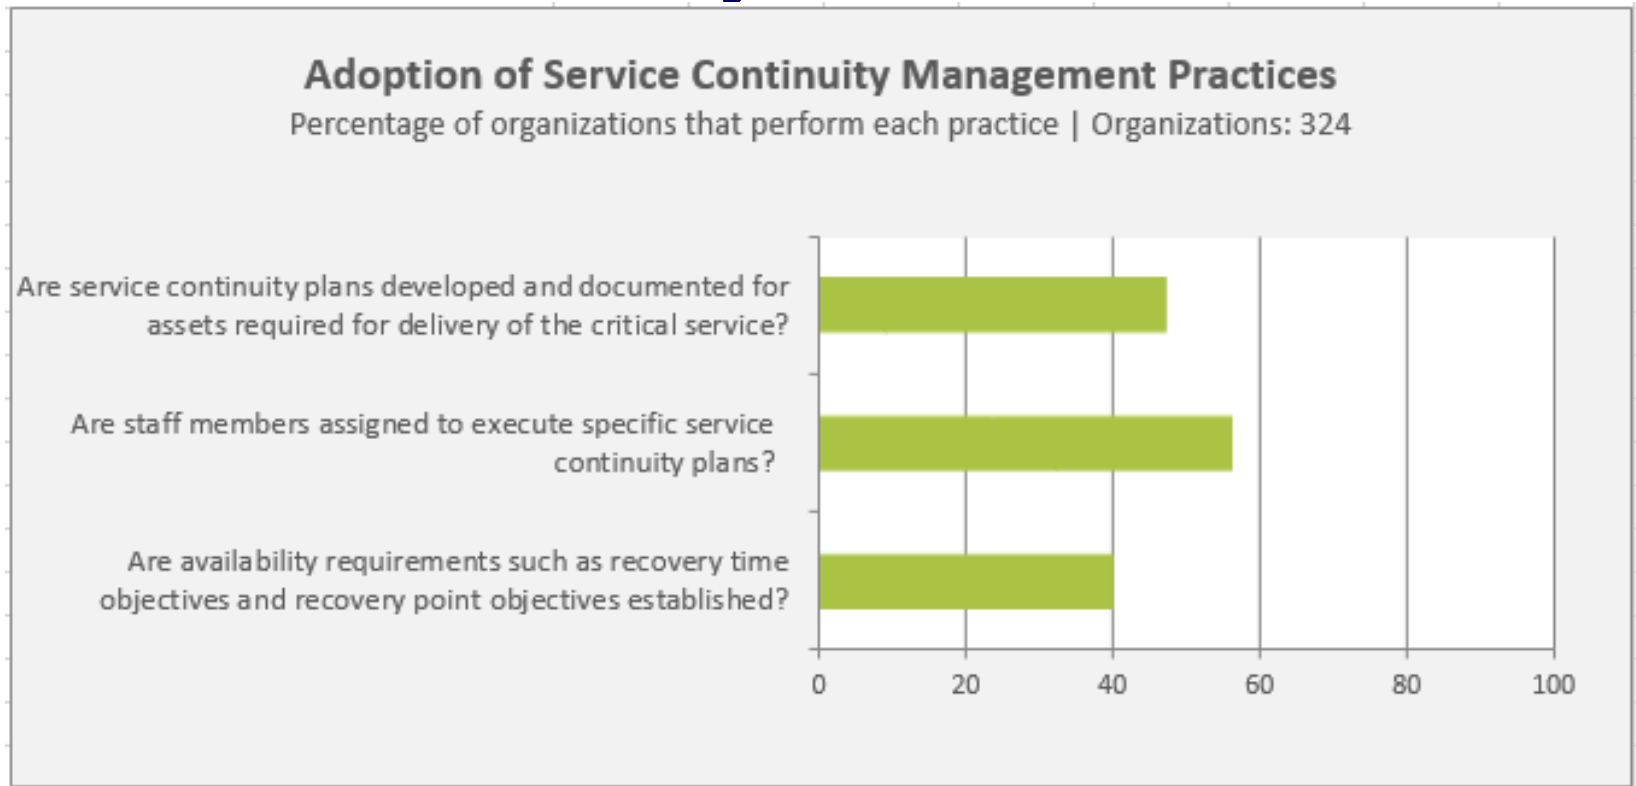 Adoption of Service Continuity Management Practices
Percentage of organizations that perform each practice | Organizations: 324
Are service continuity plans developed and documented for
assets required for delivery of the critical service?
Are staff members assigned to execute specific service
continuity plans?
Are availability requirements such as recovery time
objectives and recovery point objectives established?
0 20 40 60 80 100